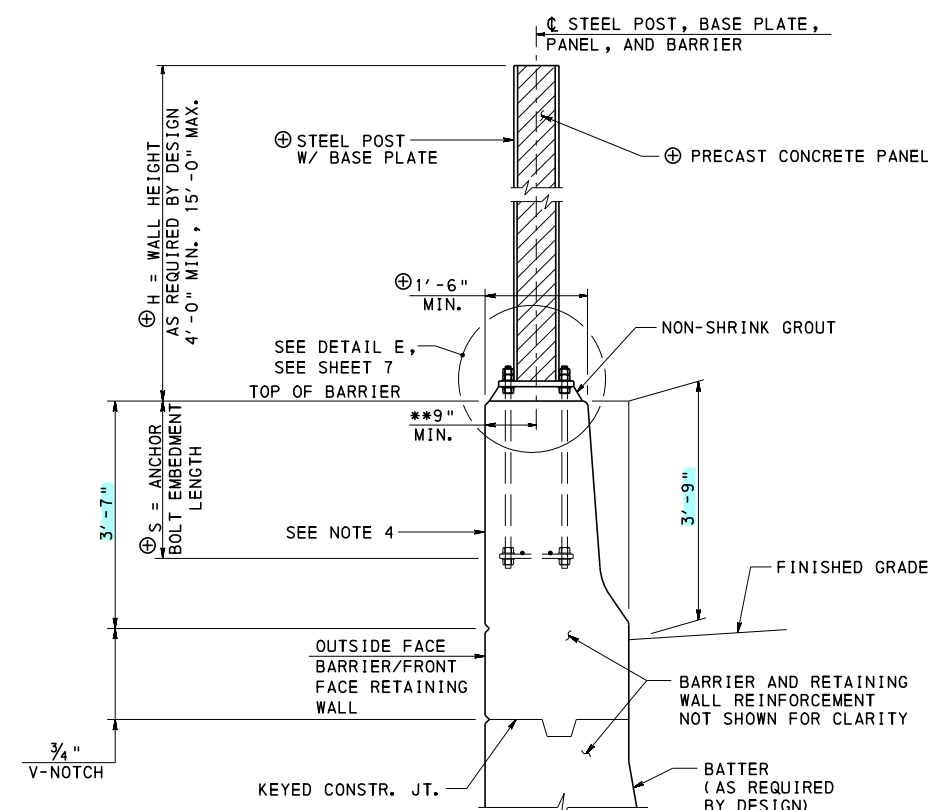 ℄ STEEL POST, BASE PLATE,
PANEL, AND BARRIER
⊕ STEEL POST
W/ BASE PLATE
⊕ PRECAST CONCRETE PANEL
⊕ H = WALL HEIGHT
AS REQUIRED BY DESIGN
4'-0" MIN., 15'-0" MAX.
⊕ 1'-6"
MIN.
NON-SHRINK GROUT
SEE DETAIL E,
SEE SHEET 7
TOP OF BARRIER
**9"
MIN.
3'-7"
⊕ S = ANCHOR
BOLT EMBEDMENT
LENGTH
3'-9"
SEE NOTE 4
FINISHED GRADE
OUTSIDE FACE
BARRIER/FRONT
FACE RETAINING
WALL
BARRIER AND RETAINING
WALL REINFORCEMENT
NOT SHOWN FOR CLARITY
¾"
V-NOTCH
KEYED CONSTR. JT.
BATTER
(AS REQUIRED
BY DESIGN)